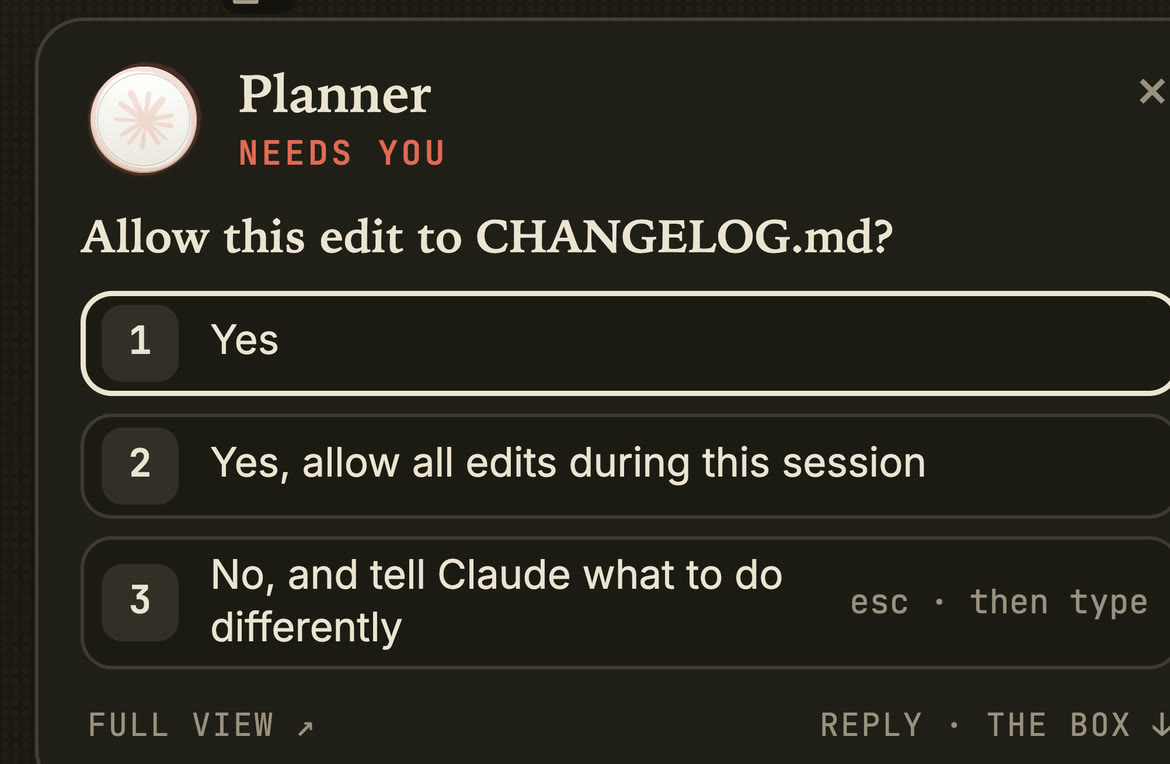 Planner
NEEDS YOU
Allow this edit to CHANGELOG.md?
1 Yes
2 Yes, allow all edits during this session
3 No, and tell Claude what to do
differently
esc · then type
FULL VIEW ↗
REPLY · THE BOX ↓